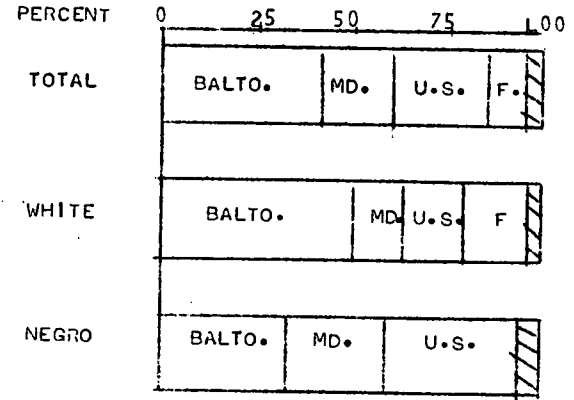 PERCENT 0 25 50 75 100
TOTAL BALTO. MD. U.S. F.
WHITE BALTO. MD. U.S. F
NEGRO BALTO. MD. U.S.